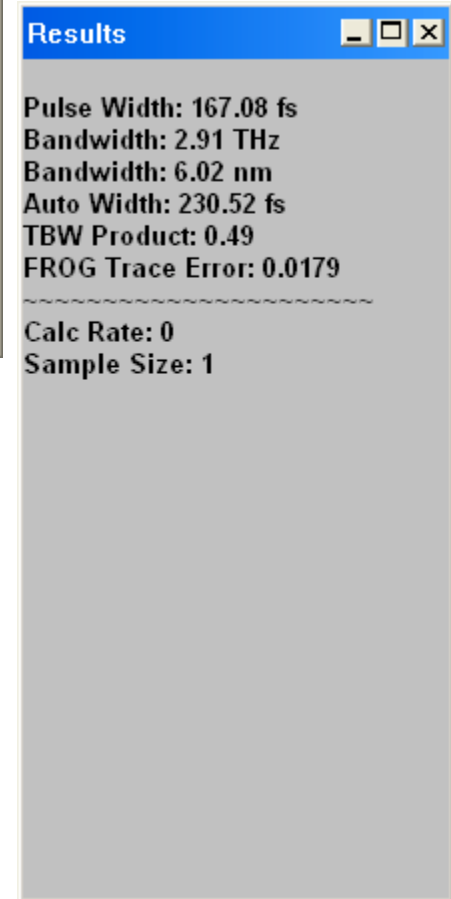 Results
Pulse Width: 167.08 fs
Bandwidth: 2.91 THz
Bandwidth: 6.02 nm
Auto Width: 230.52 fs
TBW Product: 0.49
FROG Trace Error: 0.0179
~~~~~~~~~~~~~~~~~~~~~~
Calc Rate: 0
Sample Size: 1